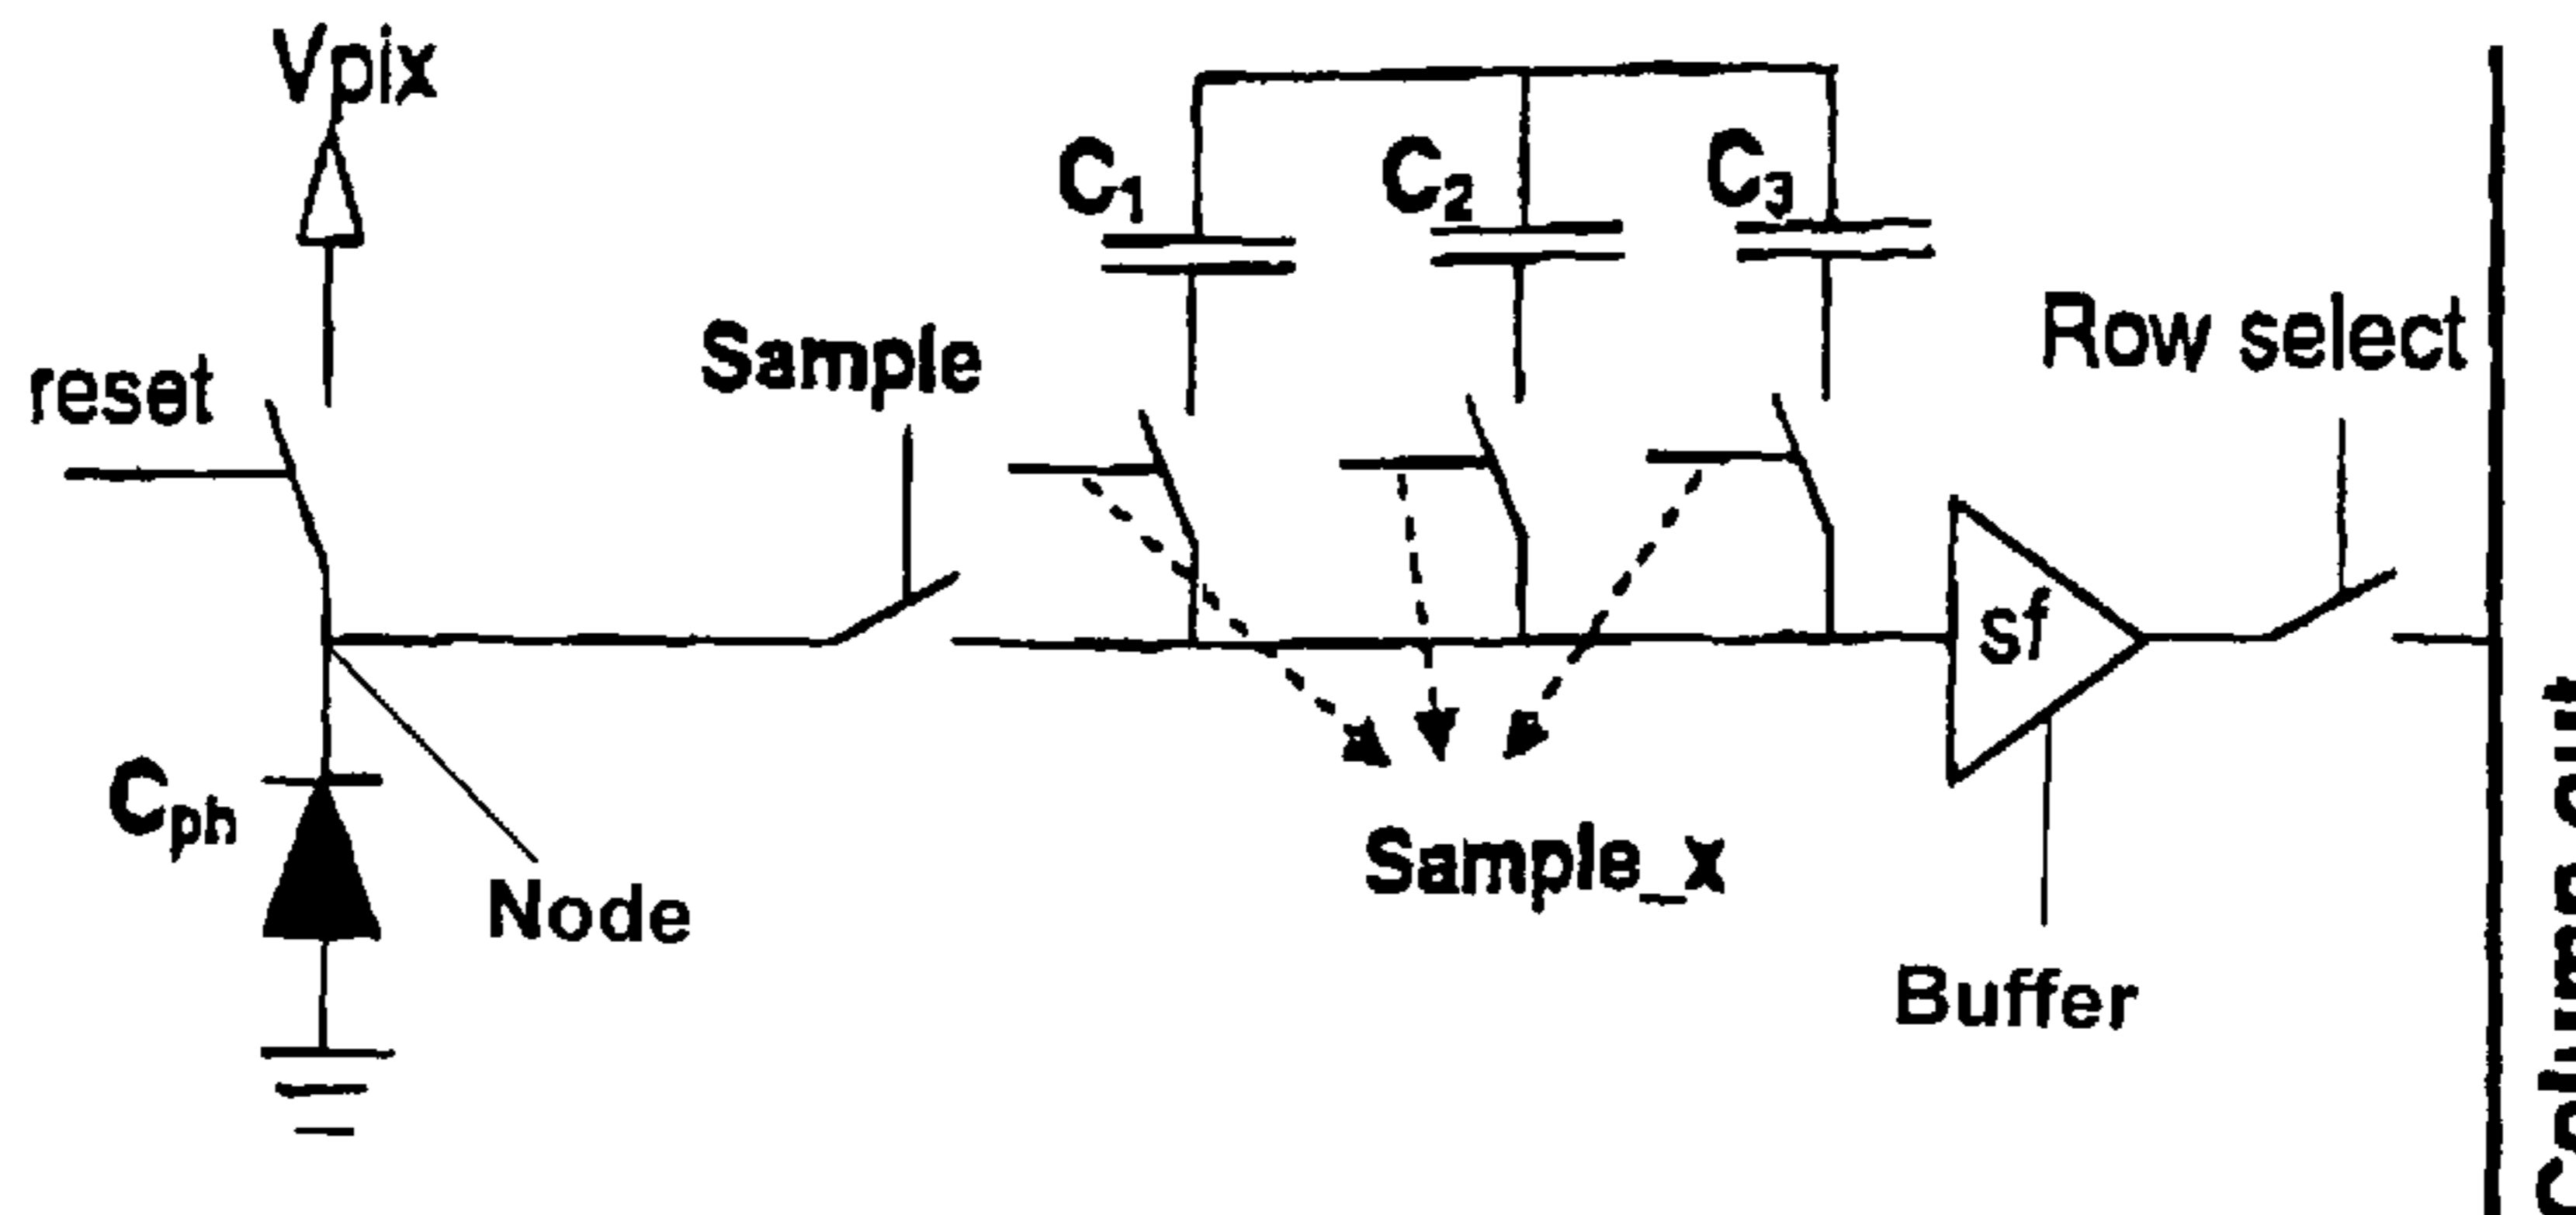 Vpix
C1
C2
C3
reset
Sample
Row select
sf
Cph
Node
Sample_x
Buffer